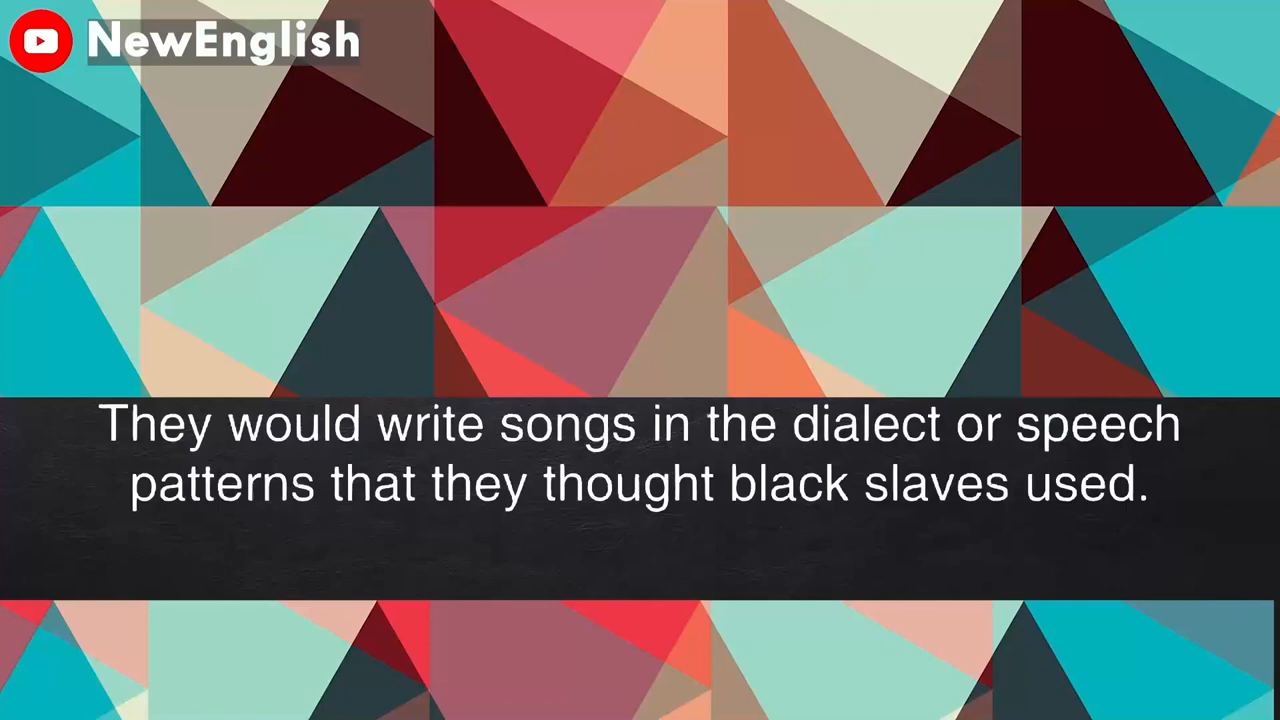 NewEnglish
They would write songs in the dialect or speech
patterns that they thought black slaves used.